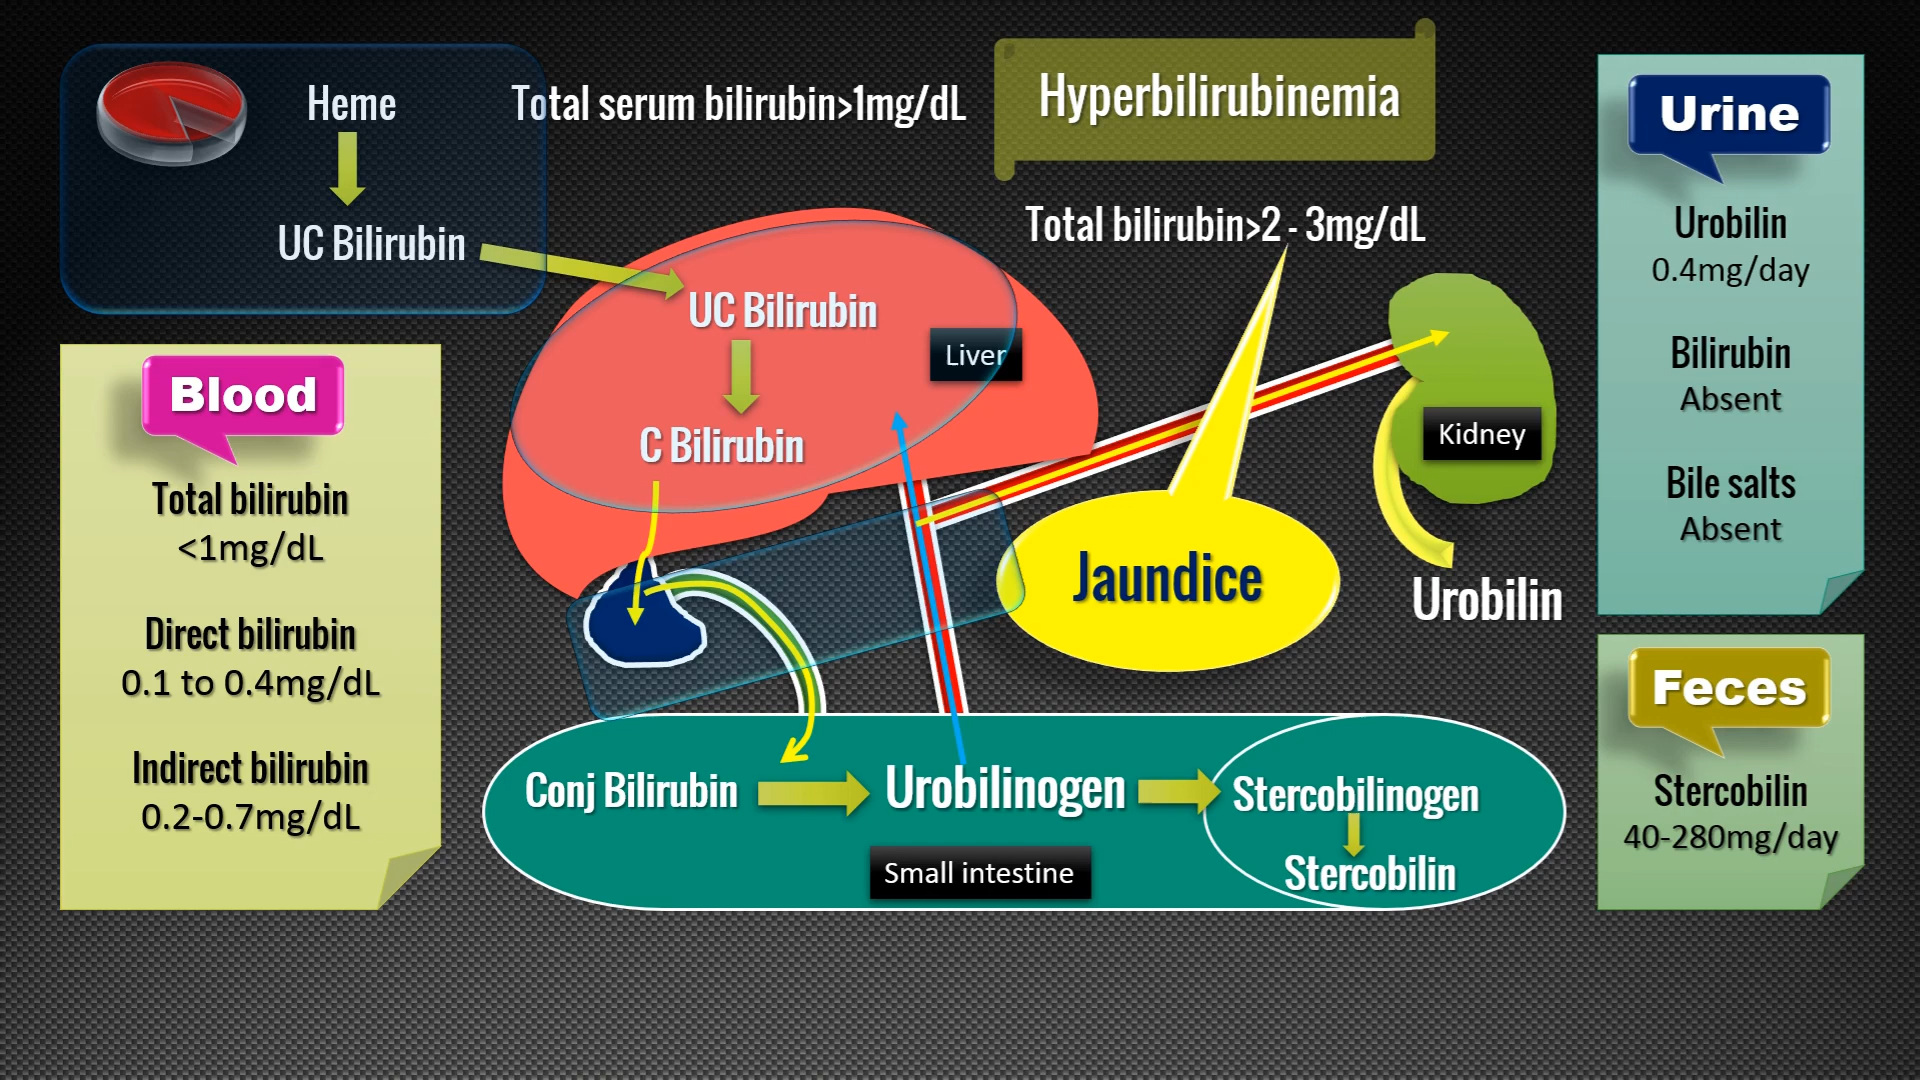 Heme
UC Bilirubin
Total serum bilirubin>1mg/dL
Hyperbilirubinemia
Total bilirubin>2 - 3mg/dL
Blood
Total bilirubin
<1mg/dL
Direct bilirubin
0.1 to 0.4mg/dL
Indirect bilirubin
0.2-0.7mg/dL
UC Bilirubin
Liver
C Bilirubin
Jaundice
Kidney
Urobilin
Conj Bilirubin
Urobilinogen
Stercobilinogen
Stercobilin
Small intestine
Urine
Urobilin
0.4mg/day
Bilirubin
Absent
Bile salts
Absent
Feces
Stercobilin
40-280mg/day